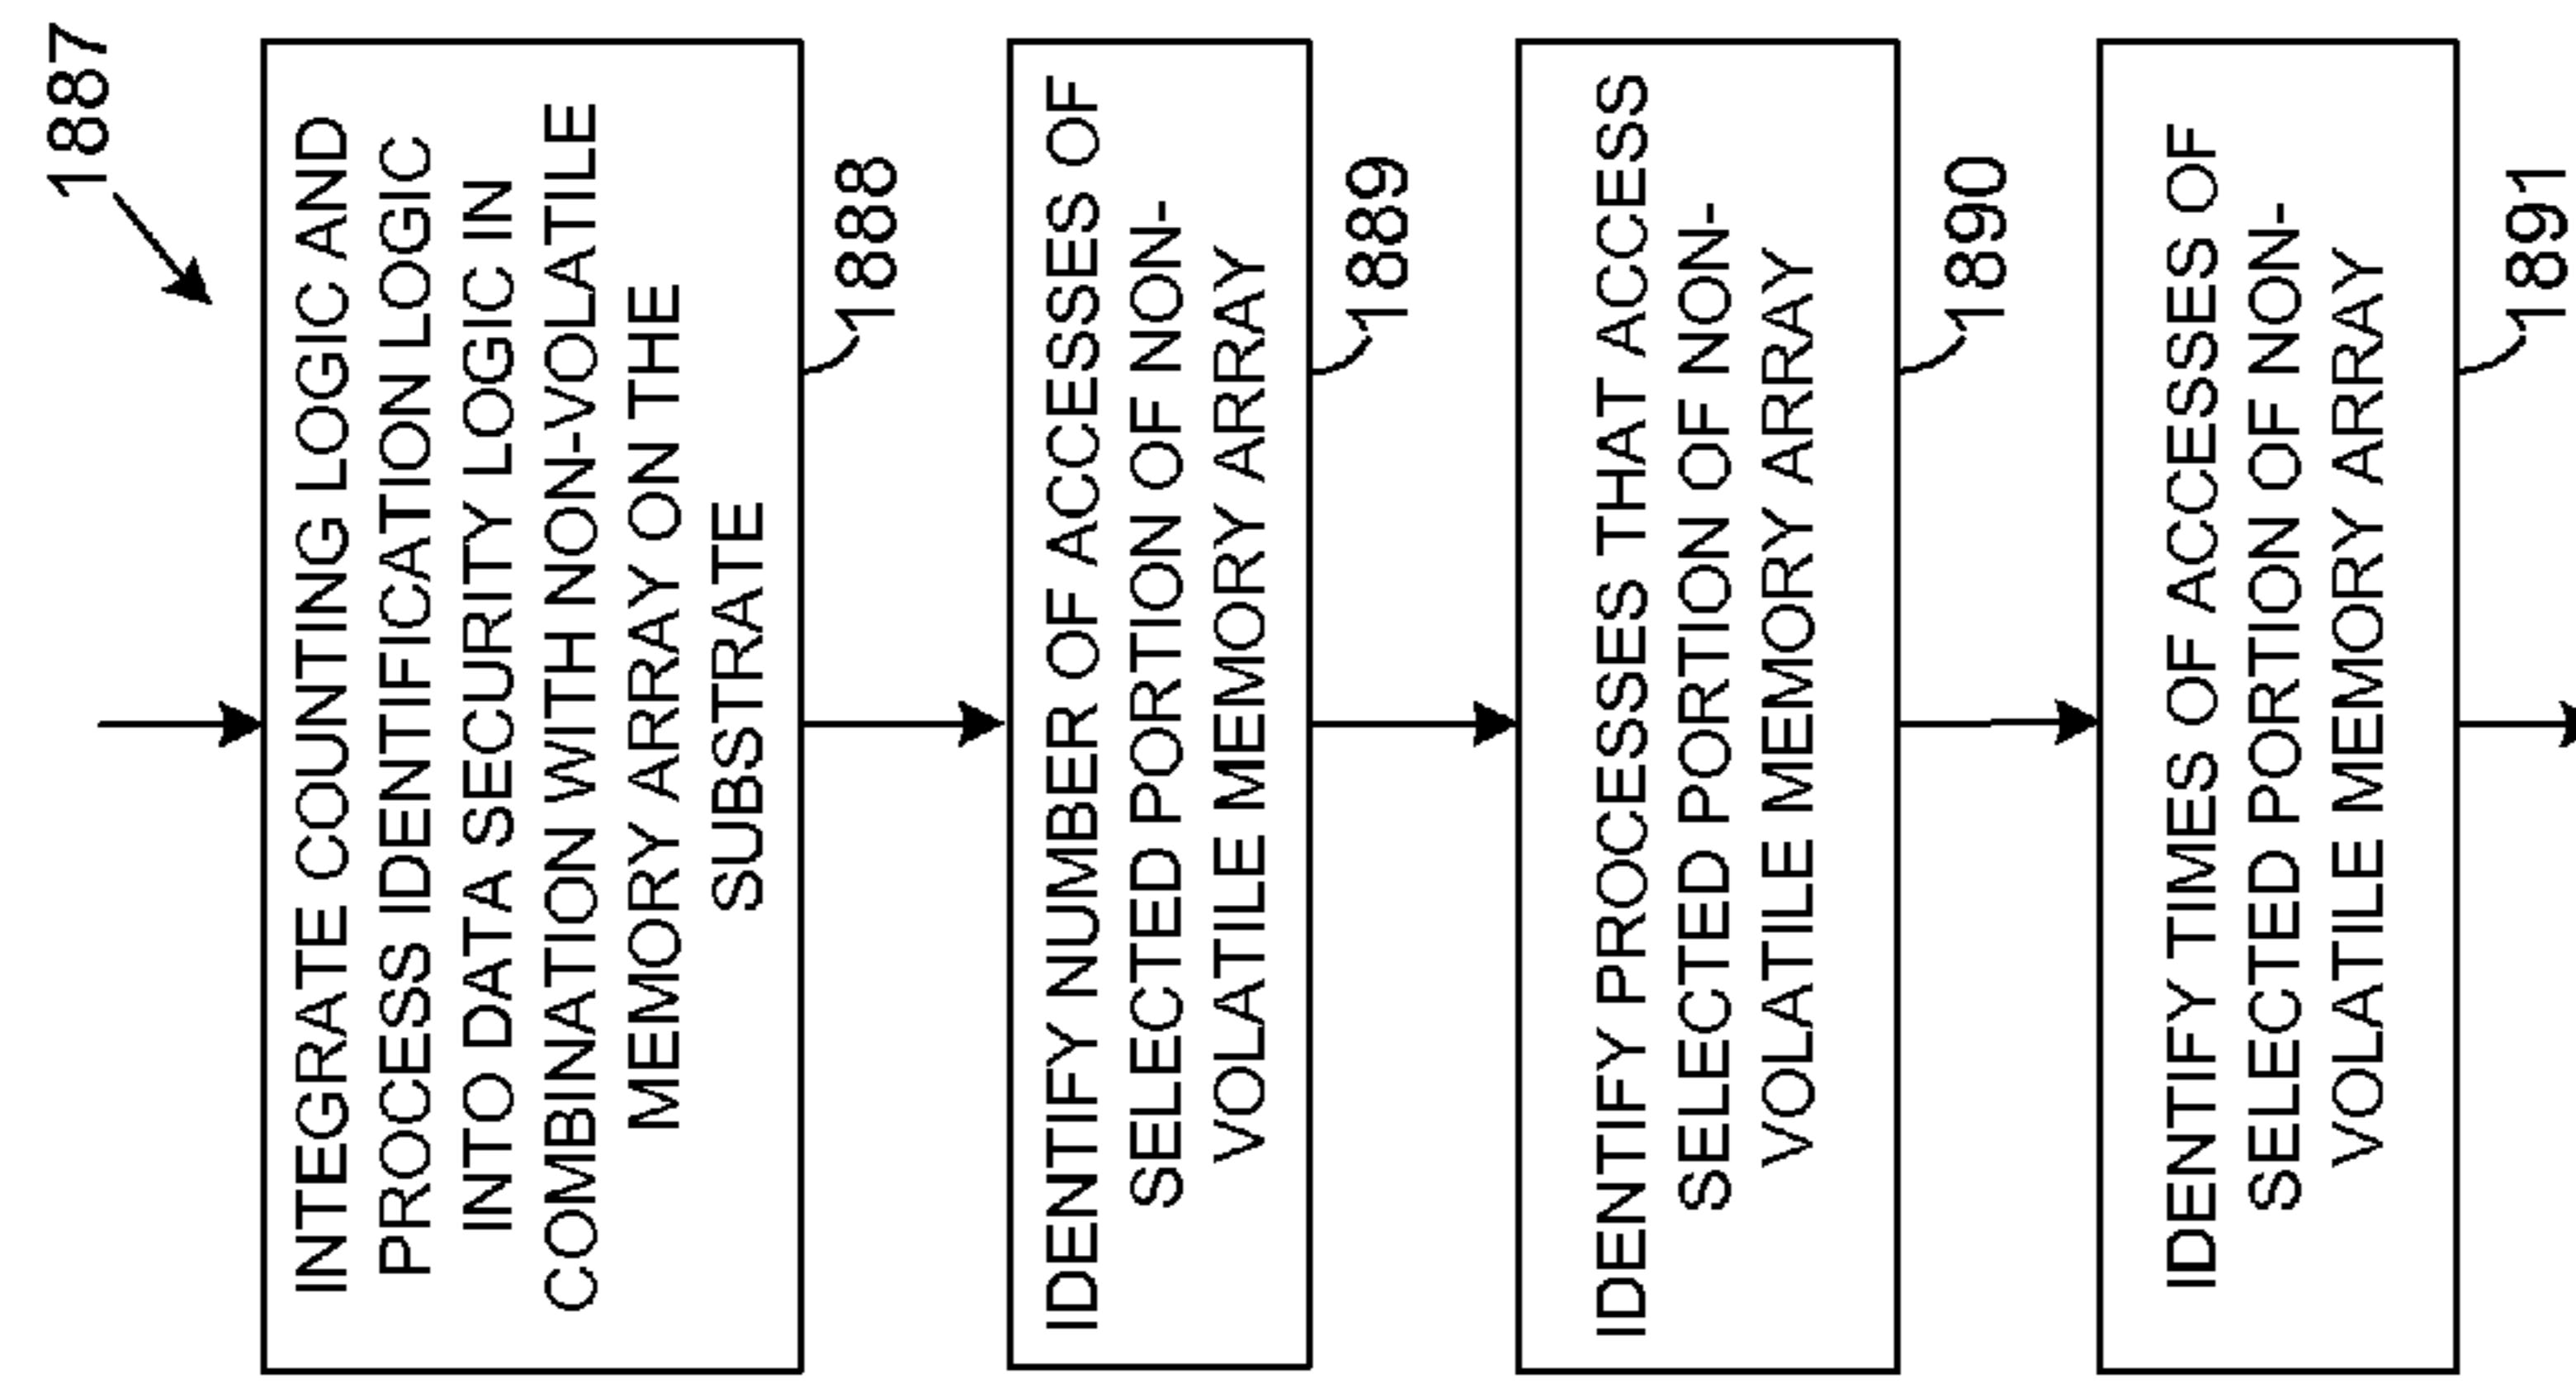 1887
INTEGRATE COUNTING LOGIC AND
PROCESS IDENTIFICATION LOGIC
INTO DATA SECURITY LOGIC IN
COMBINATION WITH NON-VOLATILE
MEMORY ARRAY ON THE
SUBSTRATE
1888
IDENTIFY NUMBER OF ACCESSES OF
SELECTED PORTION OF NON-
VOLATILE MEMORY ARRAY
1889
IDENTIFY PROCESSES THAT ACCESS
SELECTED PORTION OF NON-
VOLATILE MEMORY ARRAY
1890
IDENTIFY TIMES OF ACCESSES OF
SELECTED PORTION OF NON-
VOLATILE MEMORY ARRAY
1891